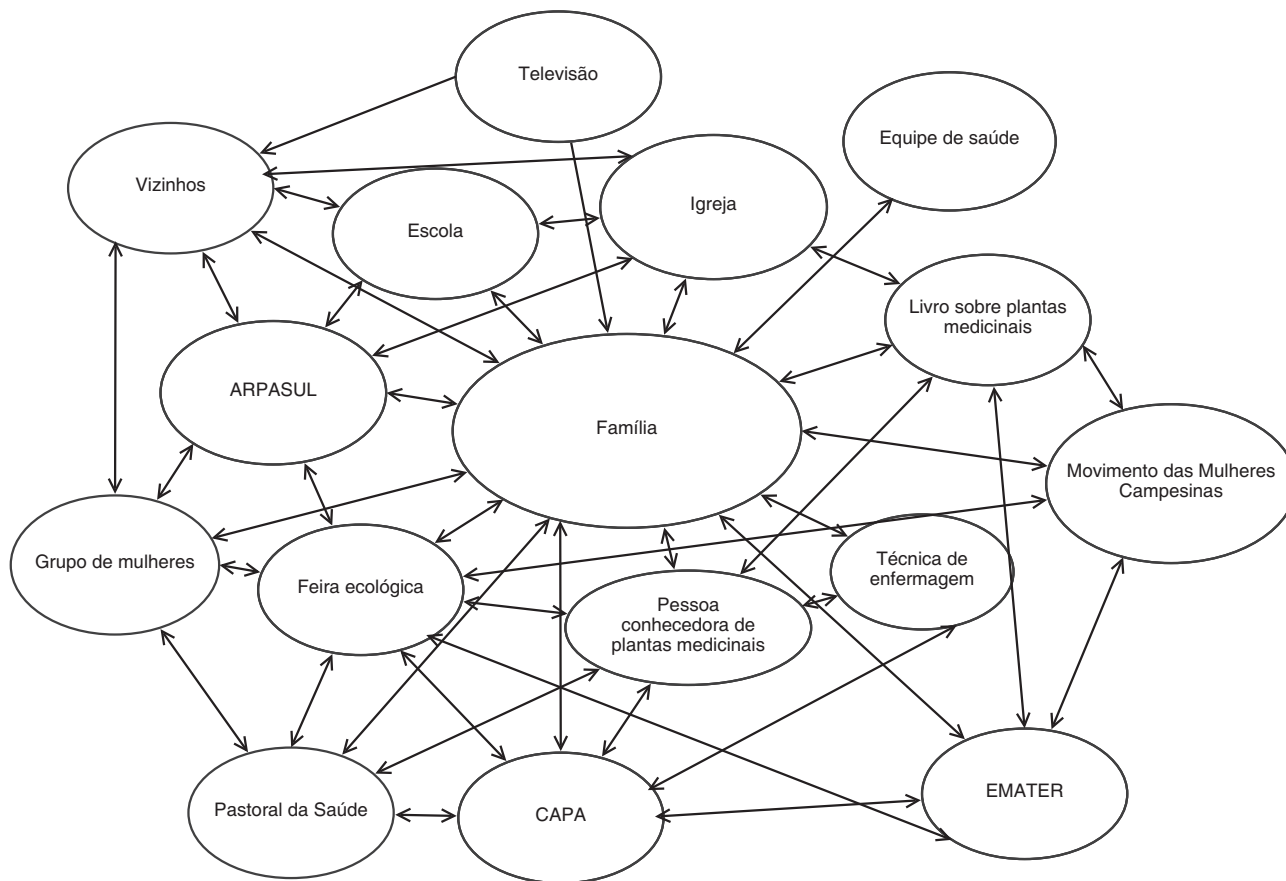 Televisão
Equipe de saúde
Vizinhos
Igreja
Escola
Livro sobre plantas
medicinais
ARPASUL
Família
Movimento das Mulheres
Campesinas
Grupo de mulheres
Feira ecológica
Técnica de
enfermagem
Pessoa
conhecedora de
plantas medicinais
Pastoral da Saúde
CAPA
EMATER